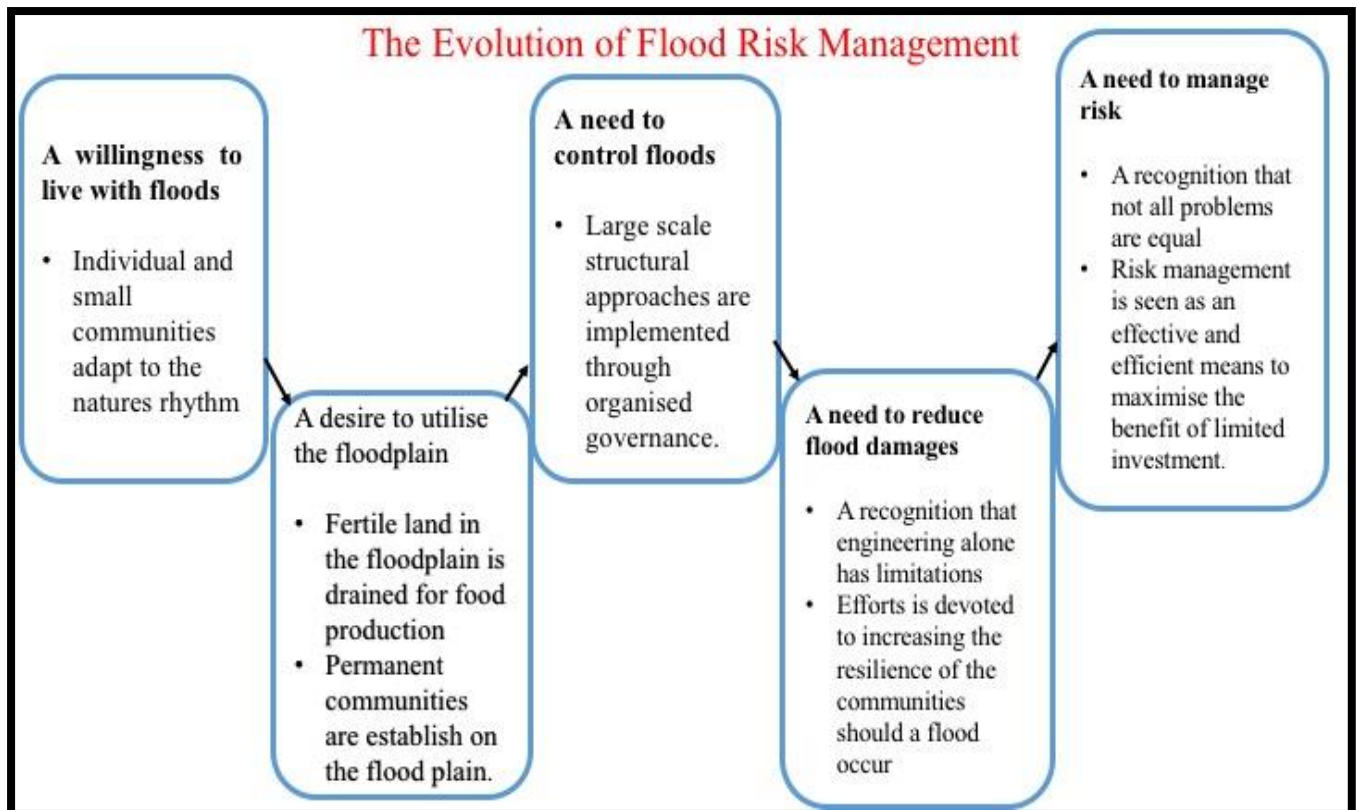 The Evolution of Flood Risk Management
A willingness to
live with floods
• Individual and
small
communities
adapt to the
natures rhythm
A desire to utilise
the floodplain
• Fertile land in
the floodplain is
drained for food
production
• Permanent
communities
are establish on
the flood plain.
A need to
control floods
• Large scale
structural
approaches are
implemented
through
organised
governance.
A need to reduce
flood damages
• A recognition that
engineering alone
has limitations
• Efforts is devoted
to increasing the
resilience of the
communities
should a flood
occur
A need to manage
risk
• A recognition that
not all problems
are equal
• Risk management
is seen as an
effective and
efficient means to
maximise the
benefit of limited
investment.